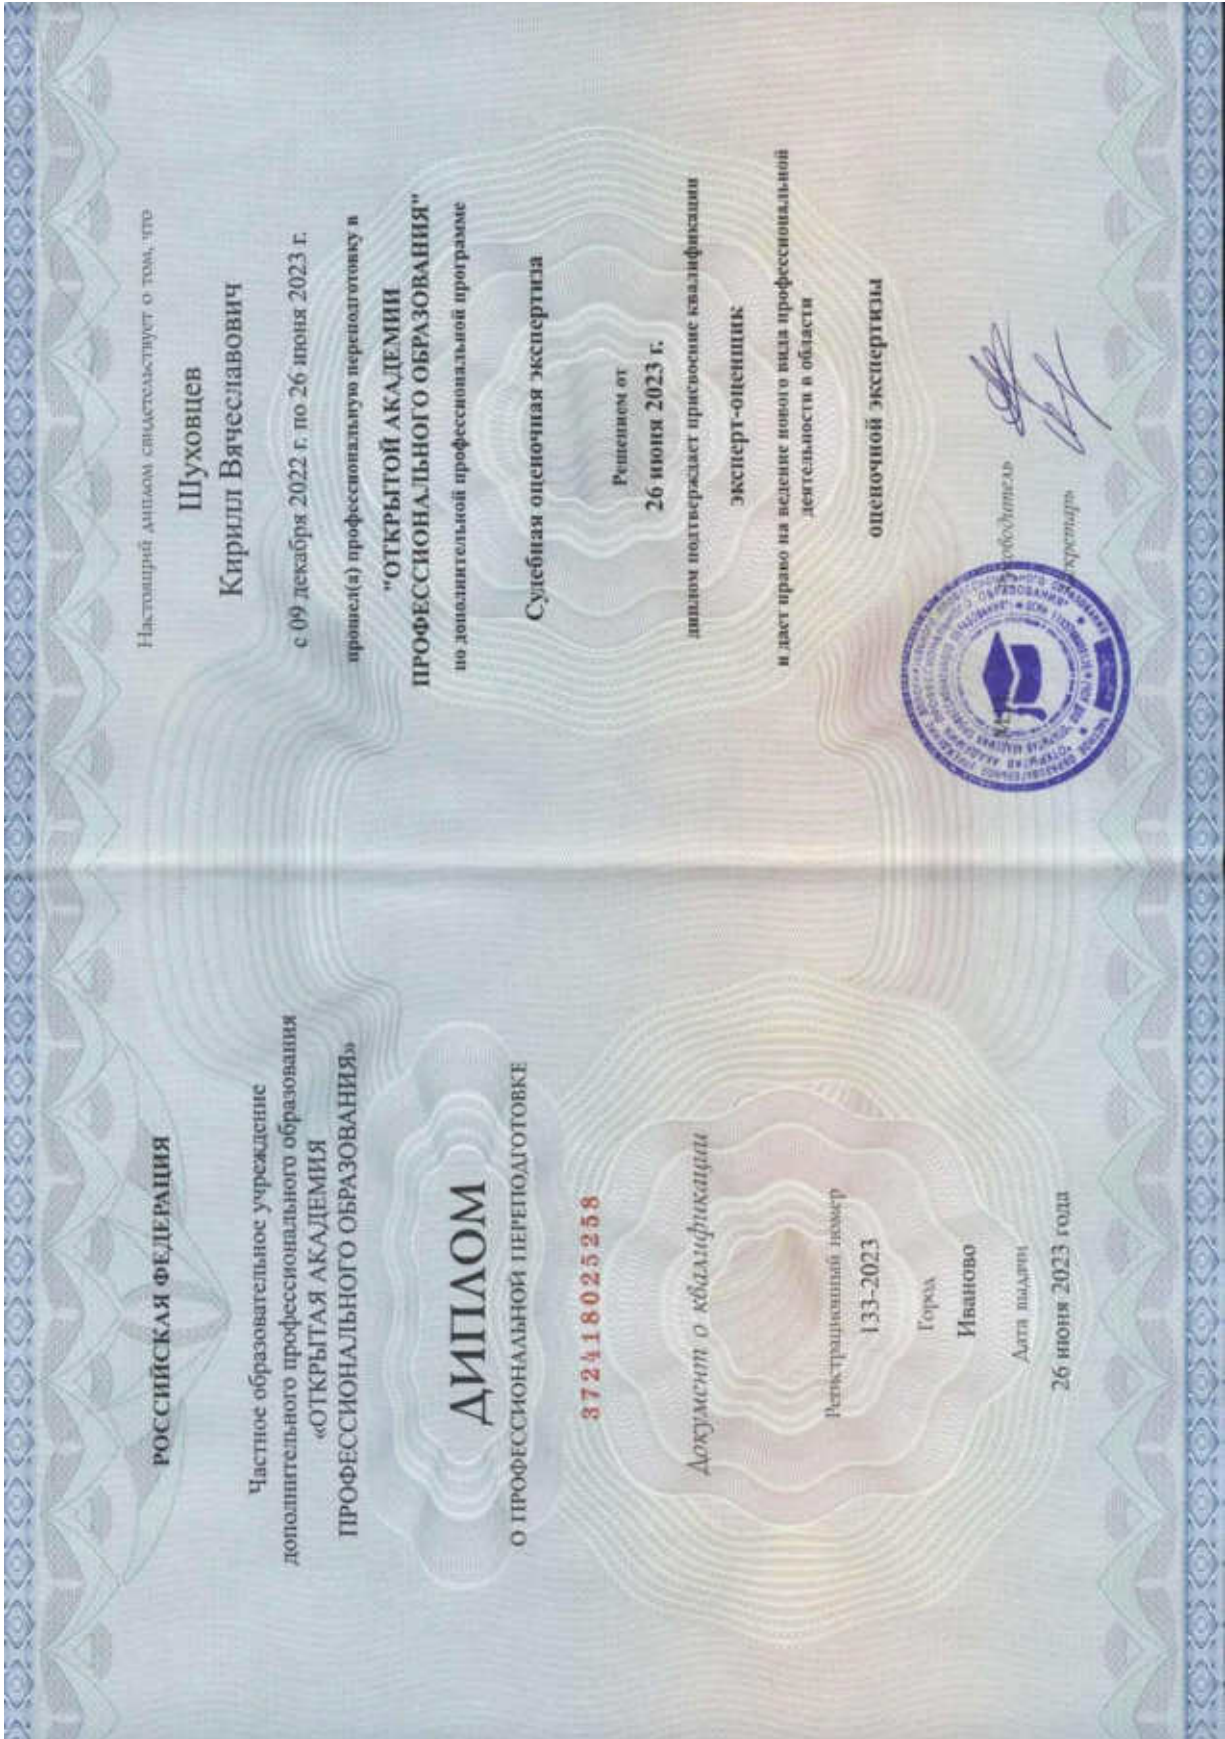 РОССИЙСКАЯ ФЕДЕРАЦИЯ
Частное образовательное учреждение
дополнительного профессионального образования
«ОТКРЫТАЯ АКАДЕМИЯ
ПРОФЕССИОНАЛЬНОГО ОБРАЗОВАНИЯ»
ДИПЛОМ
О ПРОФЕССИОНАЛЬНОЙ ПЕРЕПОДГОТОВКЕ
372418025258
Документ о квалификации
Регистрационный номер
133-2023
Город
Иваново
Дата выдачи
26 июня 2023 года
Настоящий диплом свидетельствует о том, что
Шуховцев
Кирилл Вячеславович
с 09 декабря 2022 г. по 26 июня 2023 г.
прошел(а) профессиональную переподготовку в
"ОТКРЫТОЙ АКАДЕМИИ
ПРОФЕССИОНАЛЬНОГО ОБРАЗОВАНИЯ"
по дополнительной профессиональной программе
Судебная оценочная экспертиза
Решением от
26 июня 2023 г.
диплом подтверждает присвоение квалификации
эксперт-оценщик
и дает право на ведение нового вида профессиональной
деятельности в области
оценочной экспертизы
Руководитель
Секретарь